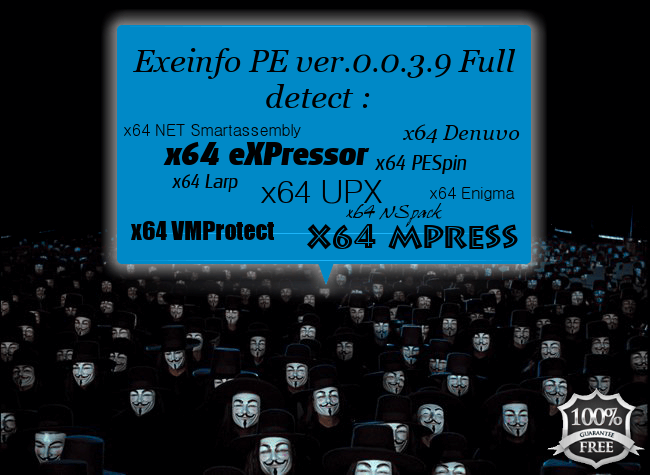 Exeinfo PE ver.0.0.3.9 Full
detect :
x64 NET Smartassembly
x64 Denuvo
x64 eXPressor
x64 PESpin
x64 Larp
x64 UPX
x64 Enigma
x64 NSpack
x64 VMProtect
X64 MPRESS
100%
GUARANTEE
FREE